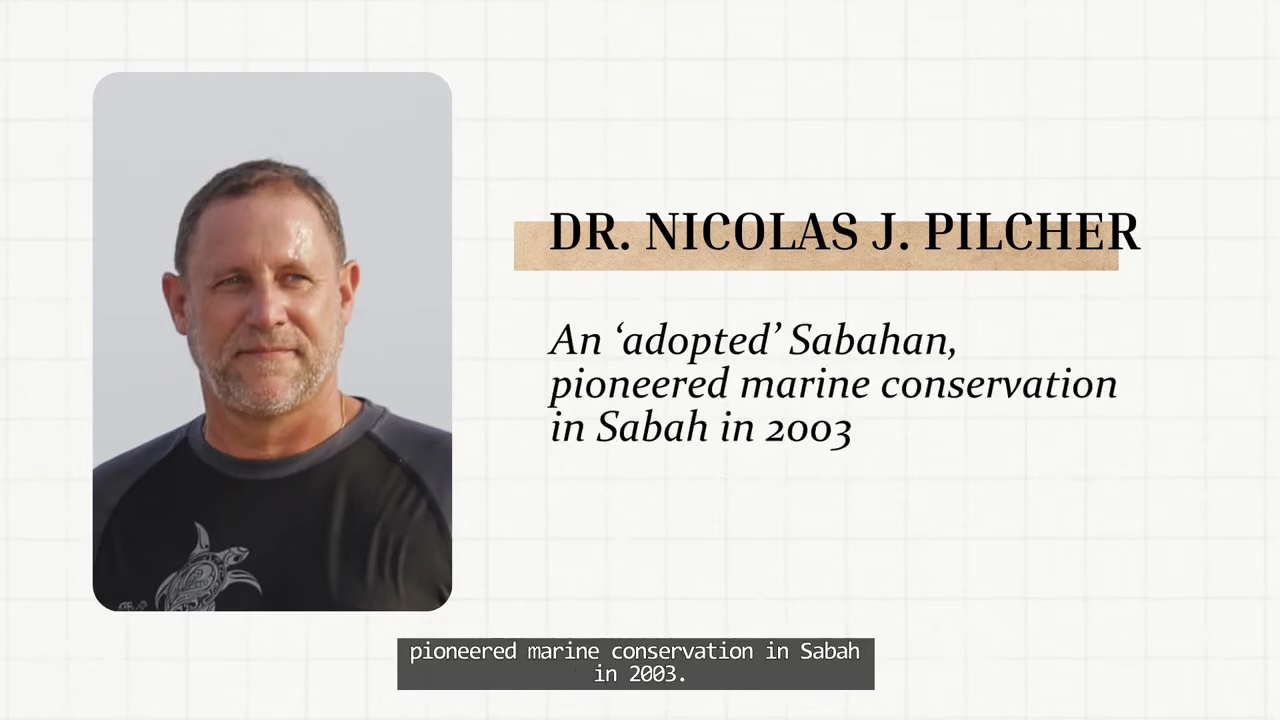 DR. NICOLAS J. PILCHER
An ‘adopted’ Sabahan,
pioneered marine conservation
in Sabah in 2003
pioneered marine conservation in Sabah
in 2003.